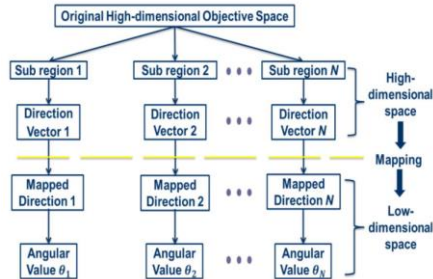 Original High-dimensional Objective Space
Sub region 1
Sub region 2
Sub region N
Direction
Vector 1
Direction
Vector 2
Direction
Vector N
High-
dimensional
space
Mapping
Mapped
Direction 1
Mapped
Direction 2
Mapped
Direction N
Low-
dimensional
space
Angular
Value θ₁
Angular
Value θ₂
Angular
Value θ_N